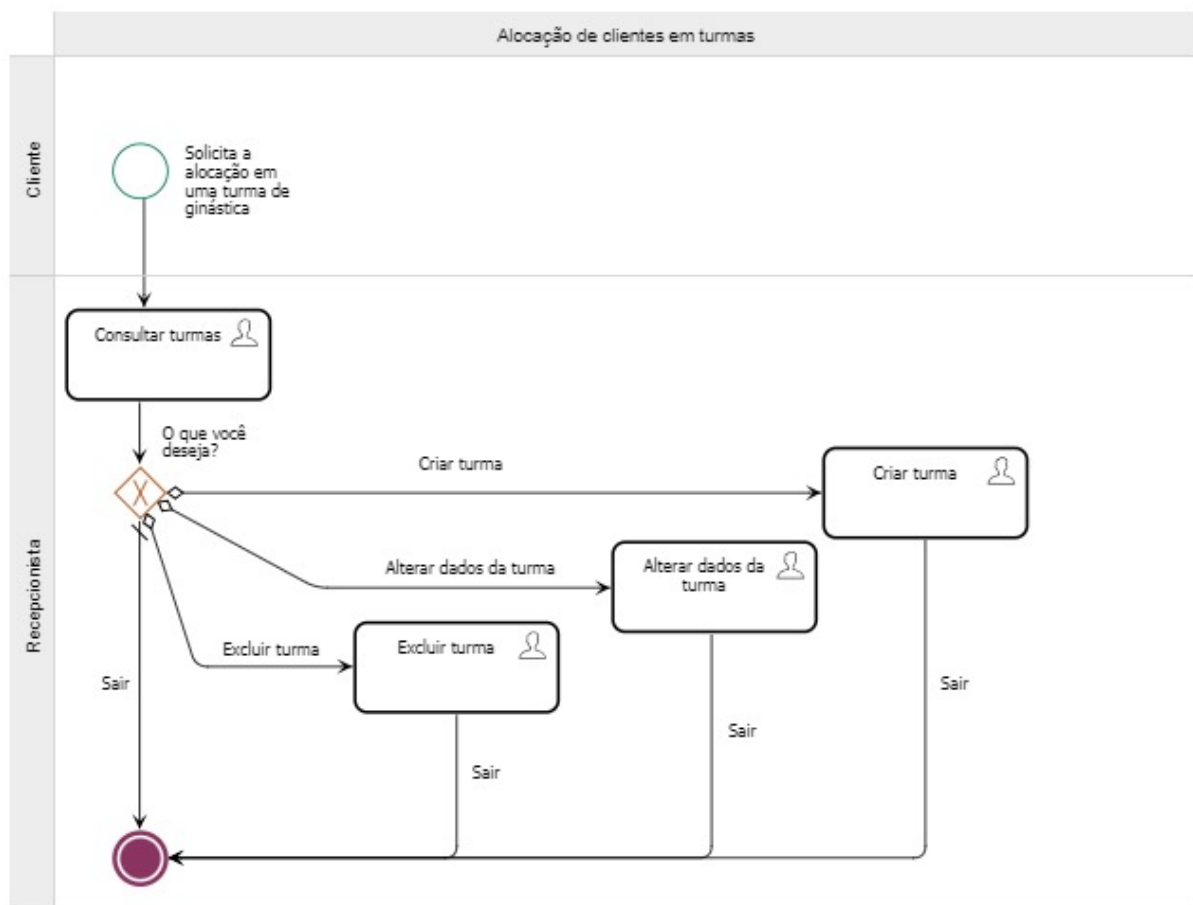 Alocação de clientes em turmas
Cliente
Solicita a
alocação em
uma turma de
ginástica
Recepcionista
Consultar turmas
O que você
deseja?
Criar turma
Criar turma
Alterar dados da turma
Alterar dados da
turma
Excluir turma
Excluir turma
Sair
Sair
Sair
Sair